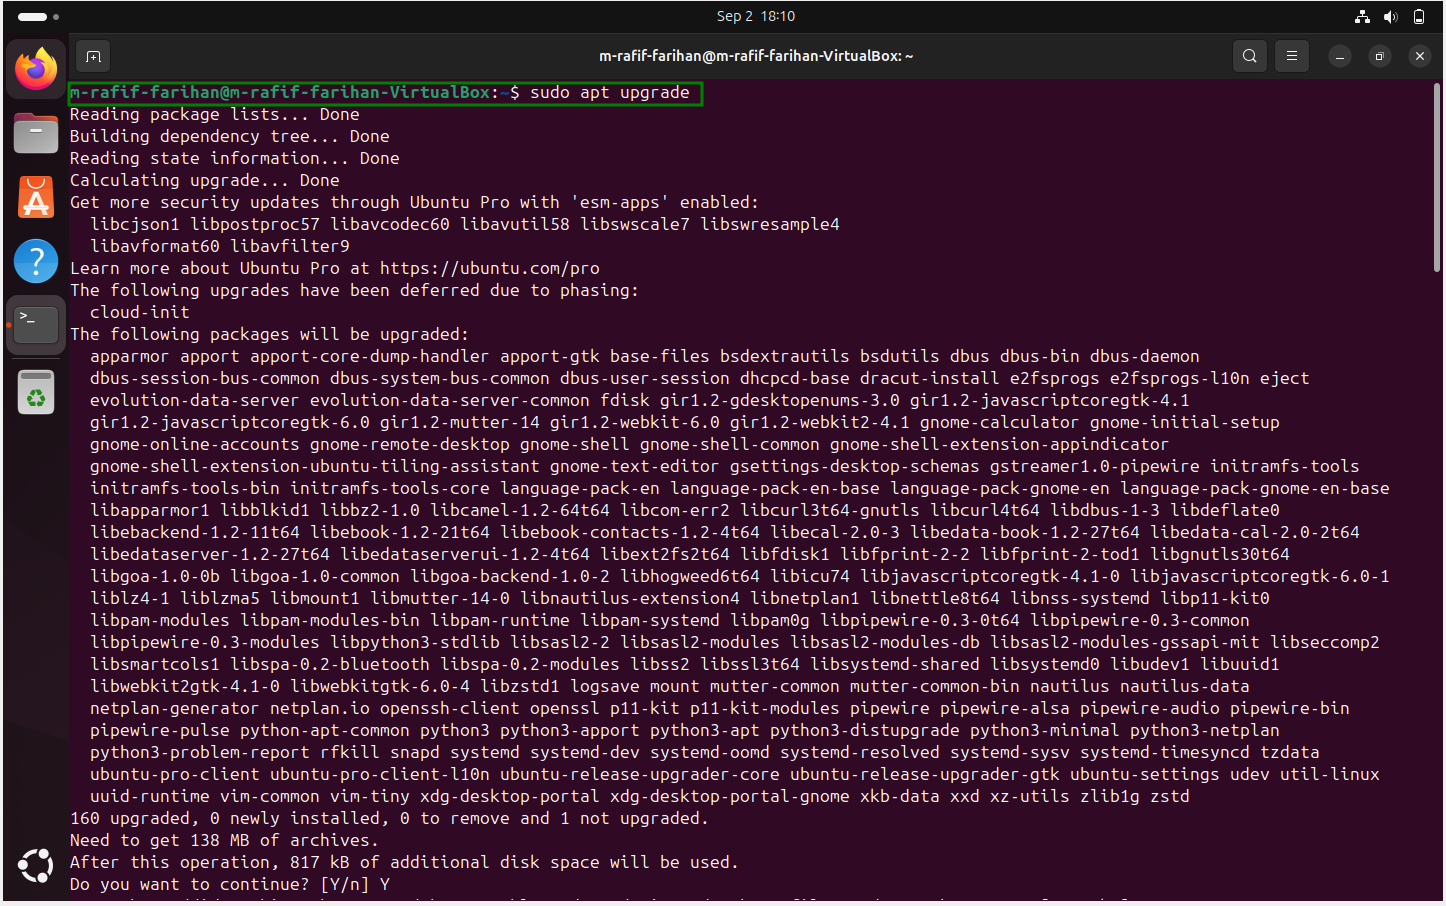 Sep 2 18:10
m-rafif-farihan@m-rafif-farihan-VirtualBox: ~
m-rafif-farihan@m-rafif-farihan-VirtualBox:~$ sudo apt upgrade
Reading package lists... Done
Building dependency tree... Done
Reading state information... Done
Calculating upgrade... Done
Get more security updates through Ubuntu Pro with 'esm-apps' enabled:
libcjson1 libpostproc57 libavcodec60 libavutil58 libswscale7 libswresample4
libavformat60 libavfilter9
Learn more about Ubuntu Pro at https://ubuntu.com/pro
The following upgrades have been deferred due to phasing:
cloud-init
The following packages will be upgraded:
apparmor apport apport-core-dump-handler apport-gtk base-files bsdextrautils bsdutils dbus dbus-bin dbus-daemon
dbus-session-bus-common dbus-system-bus-common dbus-user-session dhcpcd-base dracut-install e2fsprogs e2fsprogs-l10n eject
evolution-data-server evolution-data-server-common fdisk gir1.2-gdesktopenums-3.0 gir1.2-javascriptcoregtk-4.1
gir1.2-javascriptcoregtk-6.0 gir1.2-mutter-14 gir1.2-webkit-6.0 gir1.2-webkit2-4.1 gnome-calculator gnome-initial-setup
gnome-online-accounts gnome-remote-desktop gnome-shell gnome-shell-common gnome-shell-extension-appindicator
gnome-shell-extension-ubuntu-tiling-assistant gnome-text-editor gsettings-desktop-schemas gstreamer1.0-pipewire initramfs-tools
initramfs-tools-bin initramfs-tools-core language-pack-en language-pack-en-base language-pack-gnome-en language-pack-gnome-en-base
libapparmor1 libblkid1 libbz2-1.0 libcamel-1.2-64t64 libcom-err2 libcurl3t64-gnutls libcurl4t64 libdbus-1-3 libdeflate0
libebackend-1.2-11t64 libebook-1.2-21t64 libebook-contacts-1.2-4t64 libecal-2.0-3 libedata-book-1.2-27t64 libedata-cal-2.0-2t64
libedataserver-1.2-27t64 libedataserverui-1.2-4t64 libext2fs2t64 libfdisk1 libfprint-2-2 libfprint-2-tod1 libgnutls30t64
libgoa-1.0-0b libgoa-1.0-common libgoa-backend-1.0-2 libhogweed6t64 libicu74 libjavascriptcoregtk-4.1-0 libjavascriptcoregtk-6.0-1
liblz4-1 liblzma5 libmount1 libmutter-14-0 libnautilus-extension4 libnetplan1 libnettle8t64 libnss-systemd libp11-kit0
libpam-modules libpam-modules-bin libpam-runtime libpam-systemd libpam0g libpipewire-0.3-0t64 libpipewire-0.3-common
libpipewire-0.3-modules libpython3-stdlib libsasl2-2 libsasl2-modules libsasl2-modules-db libsasl2-modules-gssapi-mit libseccomp2
libsmartcols1 libspa-0.2-bluetooth libspa-0.2-modules libss2 libssl3t64 libsystemd-shared libsystemd0 libudev1 libuuid1
libwebkit2gtk-4.1-0 libwebkitgtk-6.0-4 libzstd1 logsave mount mutter-common mutter-common-bin nautilus nautilus-data
netplan-generator netplan.io openssh-client openssl p11-kit p11-kit-modules pipewire pipewire-alsa pipewire-audio pipewire-bin
pipewire-pulse python-apt-common python3 python3-apport python3-apt python3-distupgrade python3-minimal python3-netplan
python3-problem-report rfkill snapd systemd systemd-dev systemd-oomd systemd-resolved systemd-sysv systemd-timesyncd tzdata
ubuntu-pro-client ubuntu-pro-client-l10n ubuntu-release-upgrader-core ubuntu-release-upgrader-gtk ubuntu-settings udev util-linux
uuid-runtime vim-common vim-tiny xdg-desktop-portal xdg-desktop-portal-gnome xkb-data xxd xz-utils zlib1g zstd
160 upgraded, 0 newly installed, 0 to remove and 1 not upgraded.
Need to get 138 MB of archives.
After this operation, 817 kB of additional disk space will be used.
Do you want to continue? [Y/n] Y